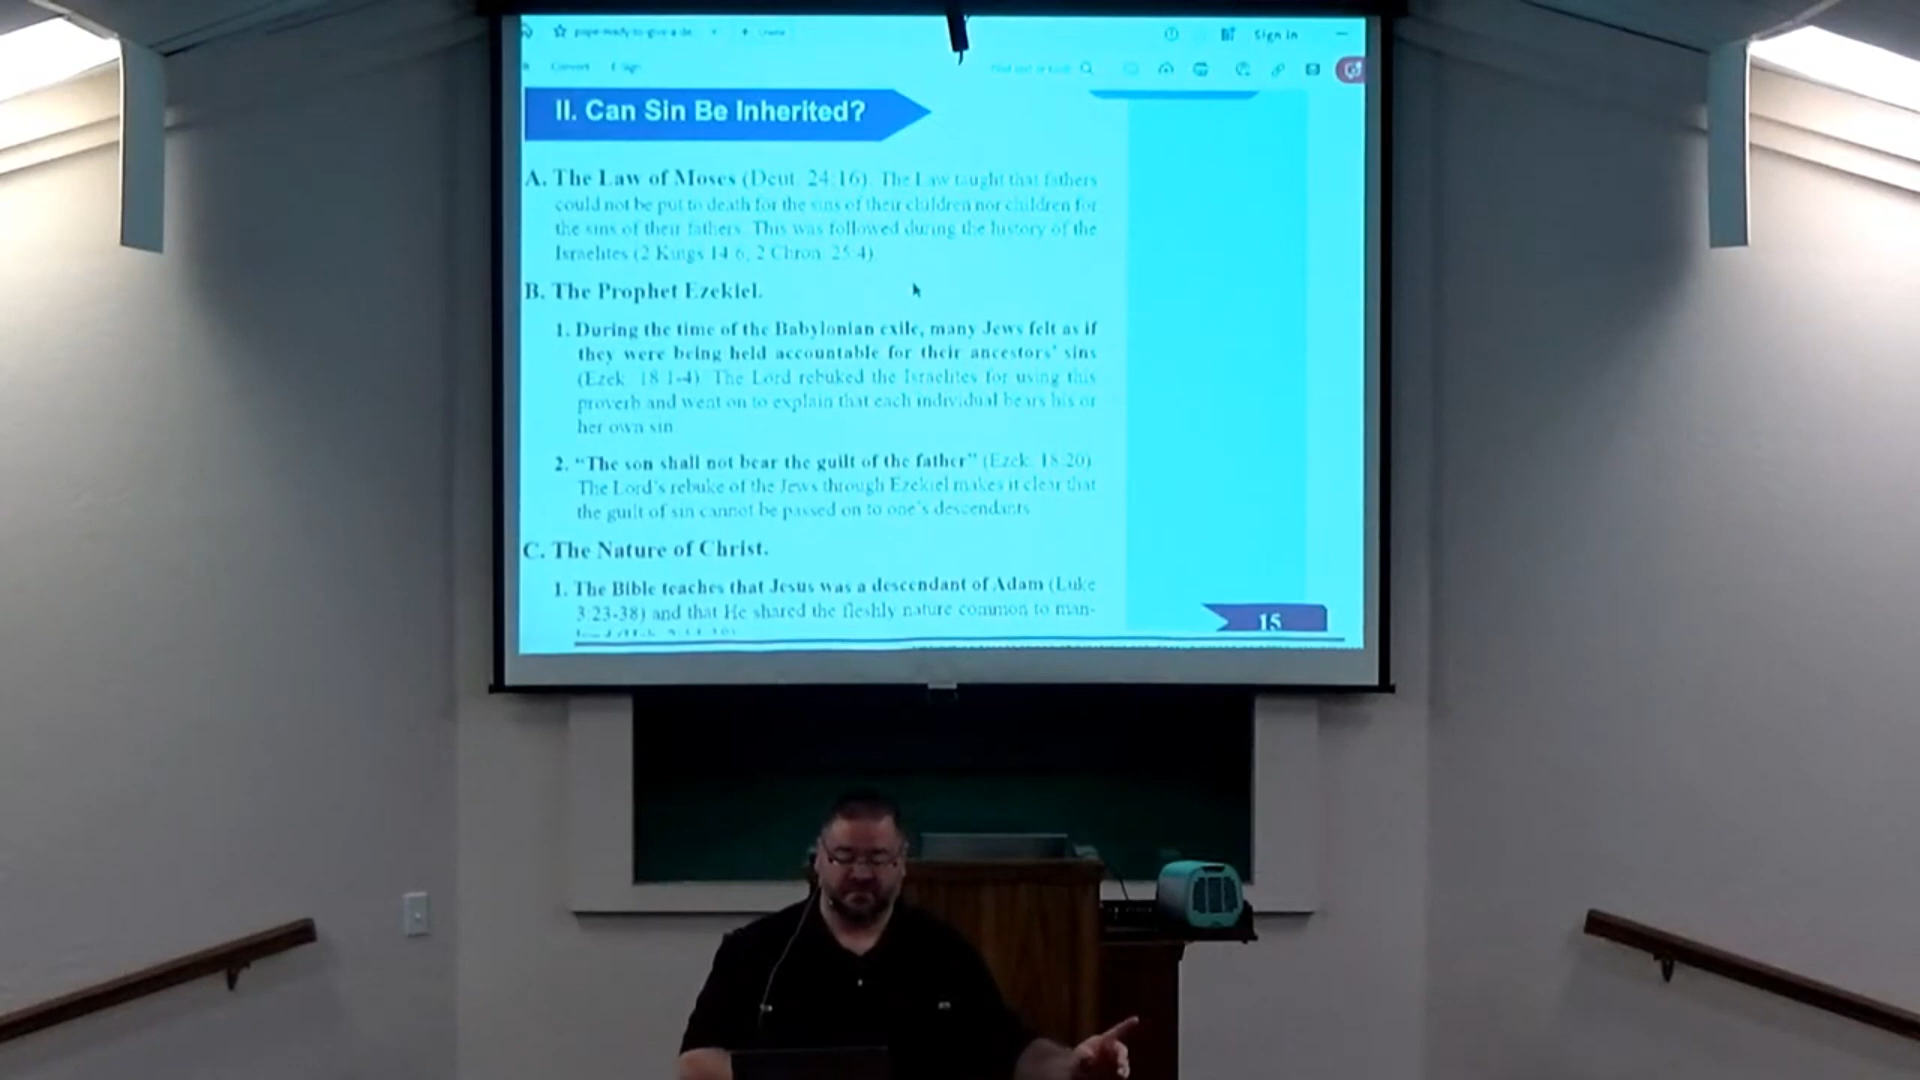 Sign in
Convert
II. Can Sin Be Inherited?
A. The Law of Moses (Deut. 24:16). The Law taught that fathers
could not be put to death for the sins of their children nor children for
the sins of their fathers. This was followed during the history of the
Israelites (2 Kings 14:6; 2 Chron. 25:4).
B. The Prophet Ezekiel.
1. During the time of the Babylonian exile, many Jews felt as if
they were being held accountable for their ancestors' sins
(Ezek. 18:1-4). The Lord rebuked the Israelites for using this
proverb and went on to explain that each individual bears his or
her own sin.
2. "The son shall not bear the guilt of the father" (Ezek. 18:20).
The Lord's rebuke of the Jews through Ezekiel makes it clear that
the guilt of sin cannot be passed on to one's descendants.
C. The Nature of Christ.
1. The Bible teaches that Jesus was a descendant of Adam (Luke
3:23-38) and that He shared the fleshly nature common to man-
15